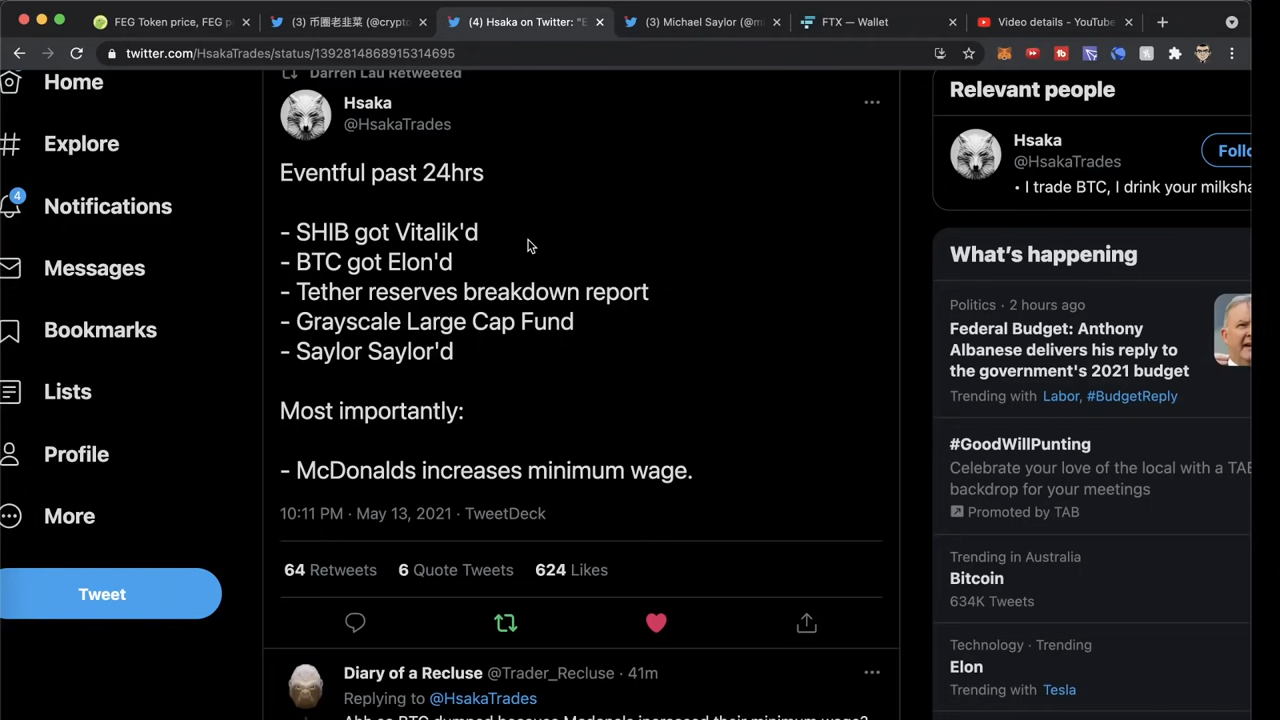 FEG Token price, FEG p
(3) 币圈老韭菜 (@crypto
(4) Hsaka on Twitter: "E
(3) Michael Saylor (@mi
FTX – Wallet
Video details - YouTube
twitter.com/HsakaTrades/status/1392814868915314695
Home
Explore
4
Notifications
Messages
Bookmarks
Lists
Profile
More
Tweet
Darren Lau Retweeted
Hsaka
@HsakaTrades
Eventful past 24hrs
- SHIB got Vitalik'd
- BTC got Elon'd
- Tether reserves breakdown report
- Grayscale Large Cap Fund
- Saylor Saylor'd
Most importantly:
- McDonalds increases minimum wage.
10:11 PM · May 13, 2021 · TweetDeck
64 Retweets 6 Quote Tweets 624 Likes
Diary of a Recluse @Trader_Recluse · 41m
Replying to @HsakaTrades
Relevant people
Hsaka
@HsakaTrades
Follo
• I trade BTC, I drink your milksha
What's happening
Politics · 2 hours ago
Federal Budget: Anthony
Albanese delivers his reply to
the government's 2021 budget
Trending with Labor, #BudgetReply
#GoodWillPunting
Celebrate your love of the local with a TAB
backdrop for your meetings
Promoted by TAB
Trending in Australia
Bitcoin
634K Tweets
Technology · Trending
Elon
Trending with Tesla